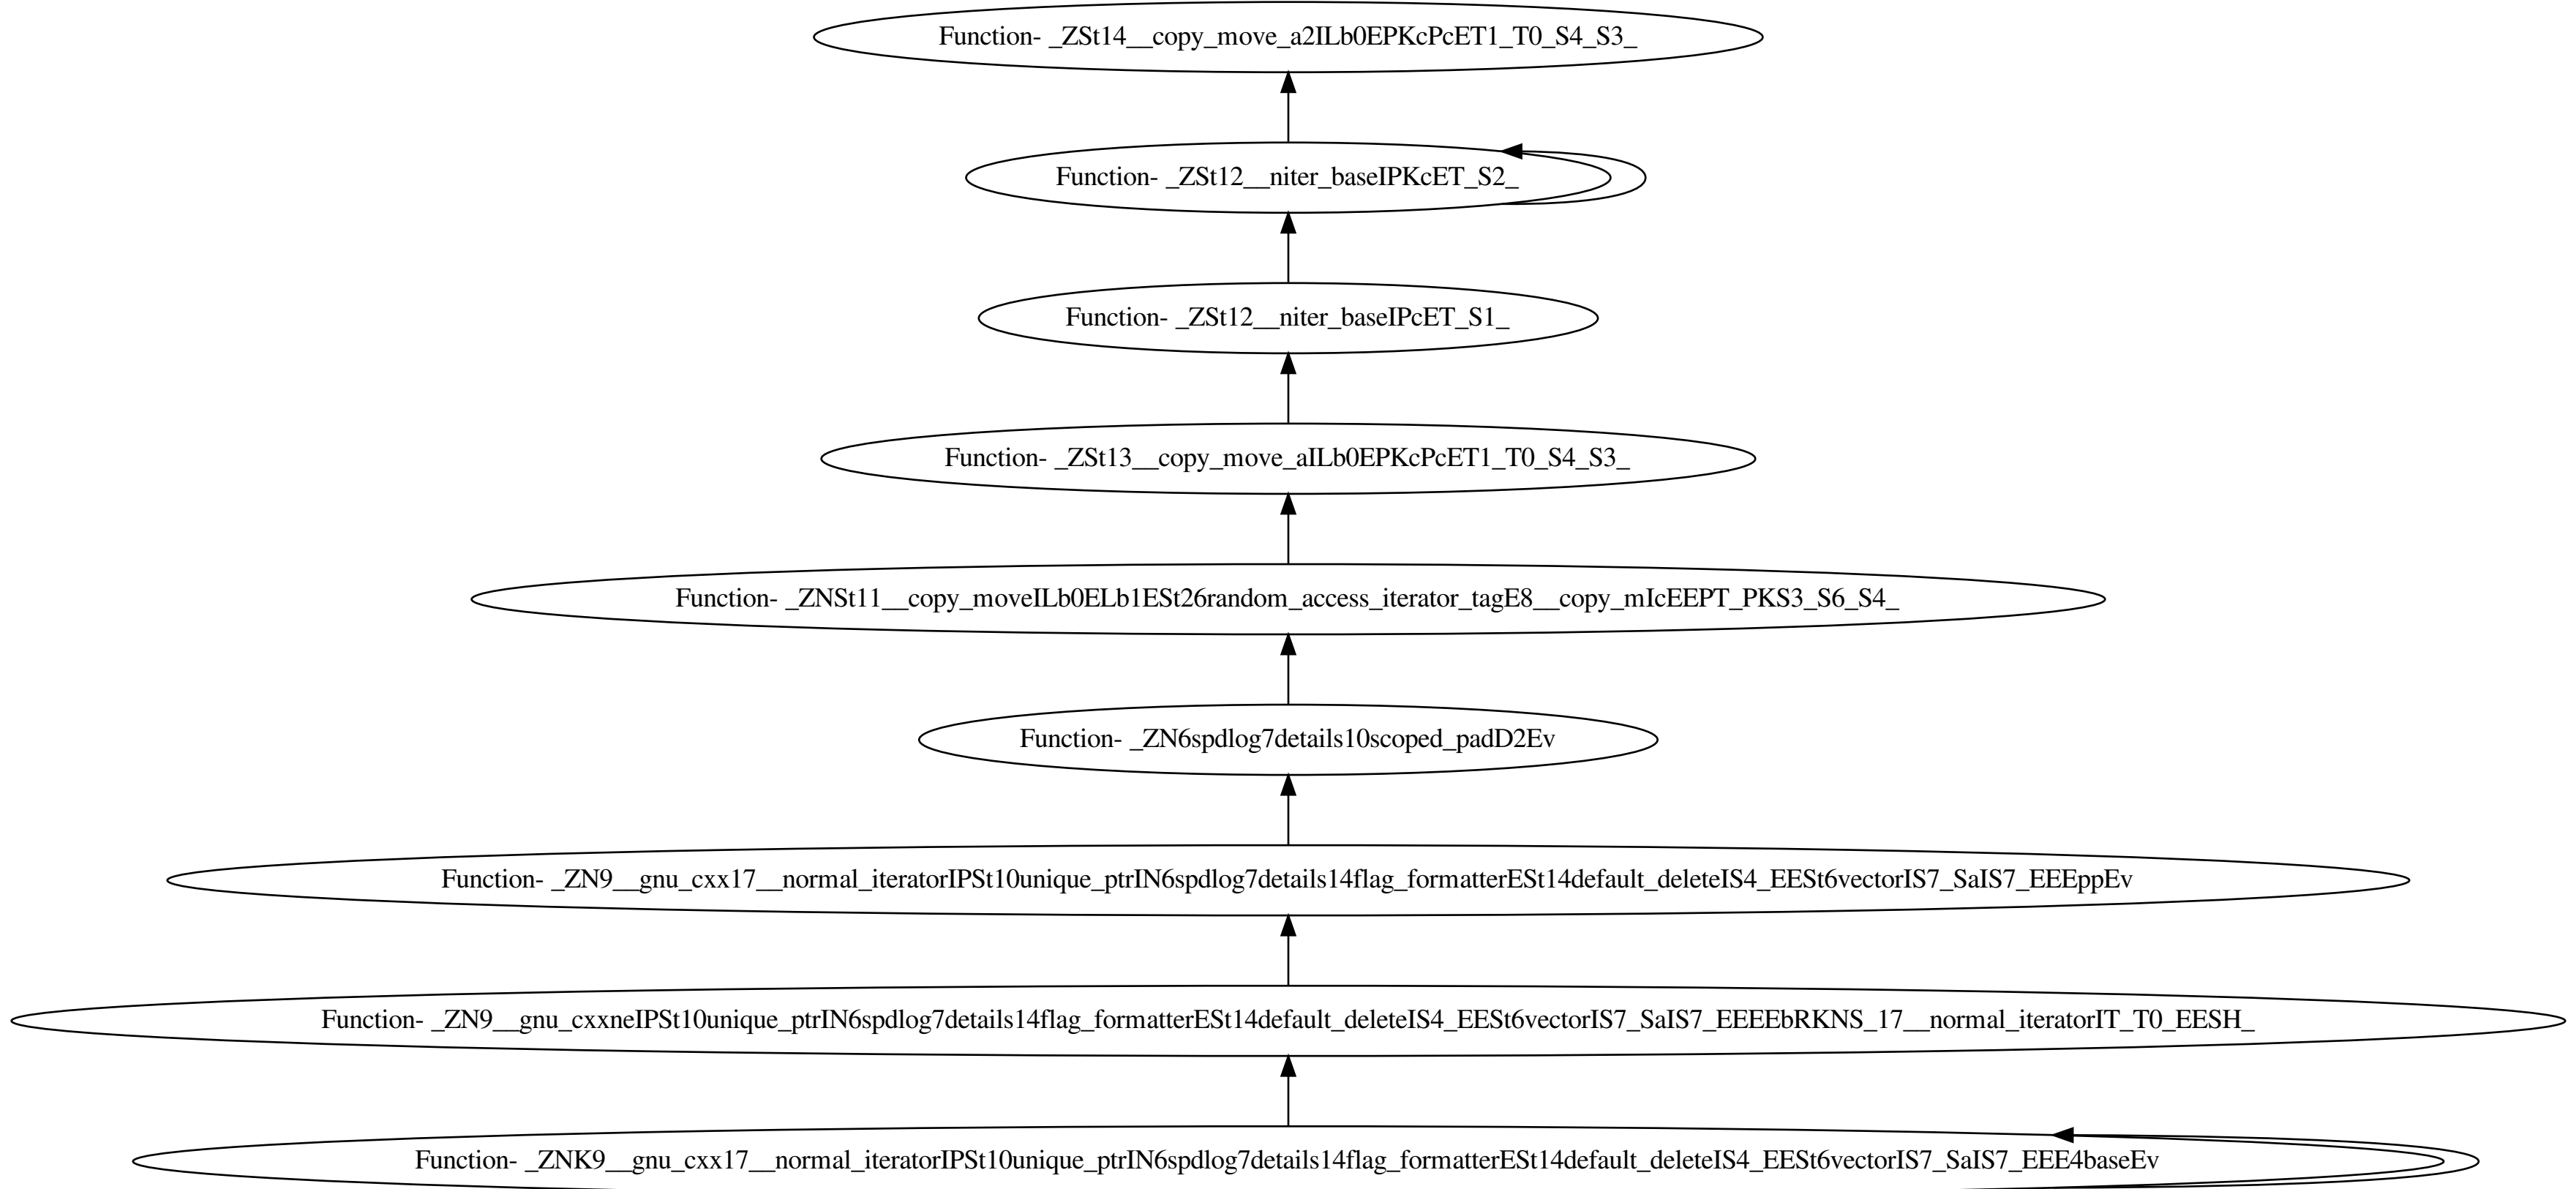 Function- _ZSt14__copy_move_a2ILb0EPKcPcET1_T0_S4_S3_
Function- _ZSt12__niter_baseIPKcET_S2_
Function- _ZSt12__niter_baseIPcET_S1_
Function- _ZSt13__copy_move_aILb0EPKcPcET1_T0_S4_S3_
Function- _ZNSt11__copy_moveILb0ELb1ESt26random_access_iterator_tagE8__copy_mIcEEPT_PKS3_S6_S4_
Function- _ZN6spdlog7details10scoped_padD2Ev
Function- _ZN9__gnu_cxx17__normal_iteratorIPSt10unique_ptrIN6spdlog7details14flag_formatterESt14default_deleteIS4_EESt6vectorIS7_SaIS7_EEEppEv
Function- _ZN9__gnu_cxxneIPSt10unique_ptrIN6spdlog7details14flag_formatterESt14default_deleteIS4_EESt6vectorIS7_SaIS7_EEEEbRKNS_17__normal_iteratorIT_T0_EESH_
Function- _ZNK9__gnu_cxx17__normal_iteratorIPSt10unique_ptrIN6spdlog7details14flag_formatterESt14default_deleteIS4_EESt6vectorIS7_SaIS7_EEE4baseEv